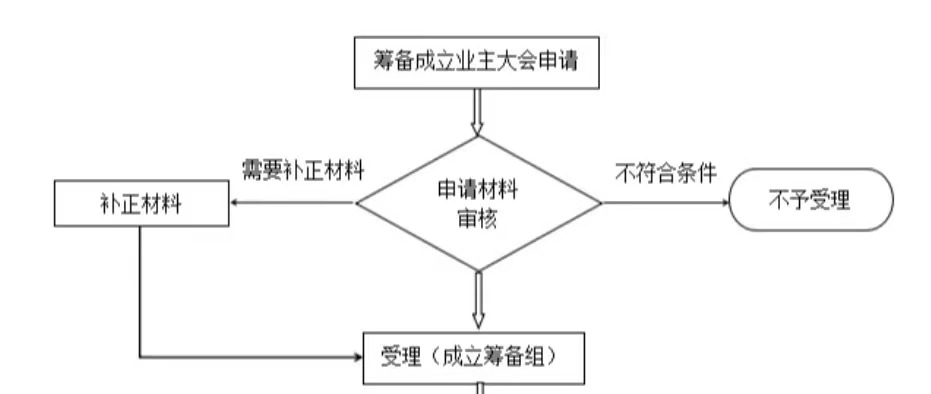 筹备成立业主大会申请
需要补正材料
不符合条件
补正材料
申请材料
审核
不予受理
受理（成立筹备组）